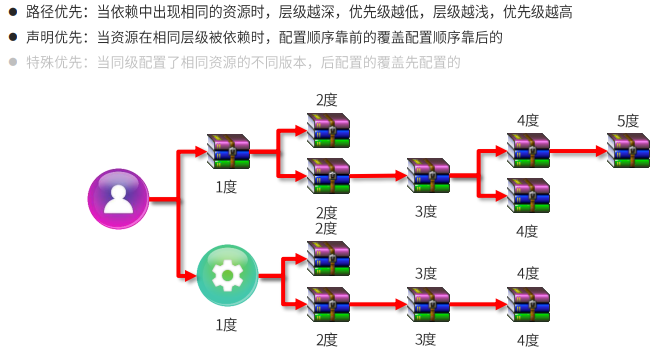 路径优先：当依赖中出现相同的资源时，层级越深，优先级越低，层级越浅，优先级越高
声明优先：当资源在相同层级被依赖时，配置顺序靠前的覆盖配置顺序靠后的
特殊优先：当同级配置了相同资源的不同版本，后配置的覆盖先配置的
2度
4度
5度
1度
2度
3度
4度
2度
3度
4度
1度
2度
3度
4度